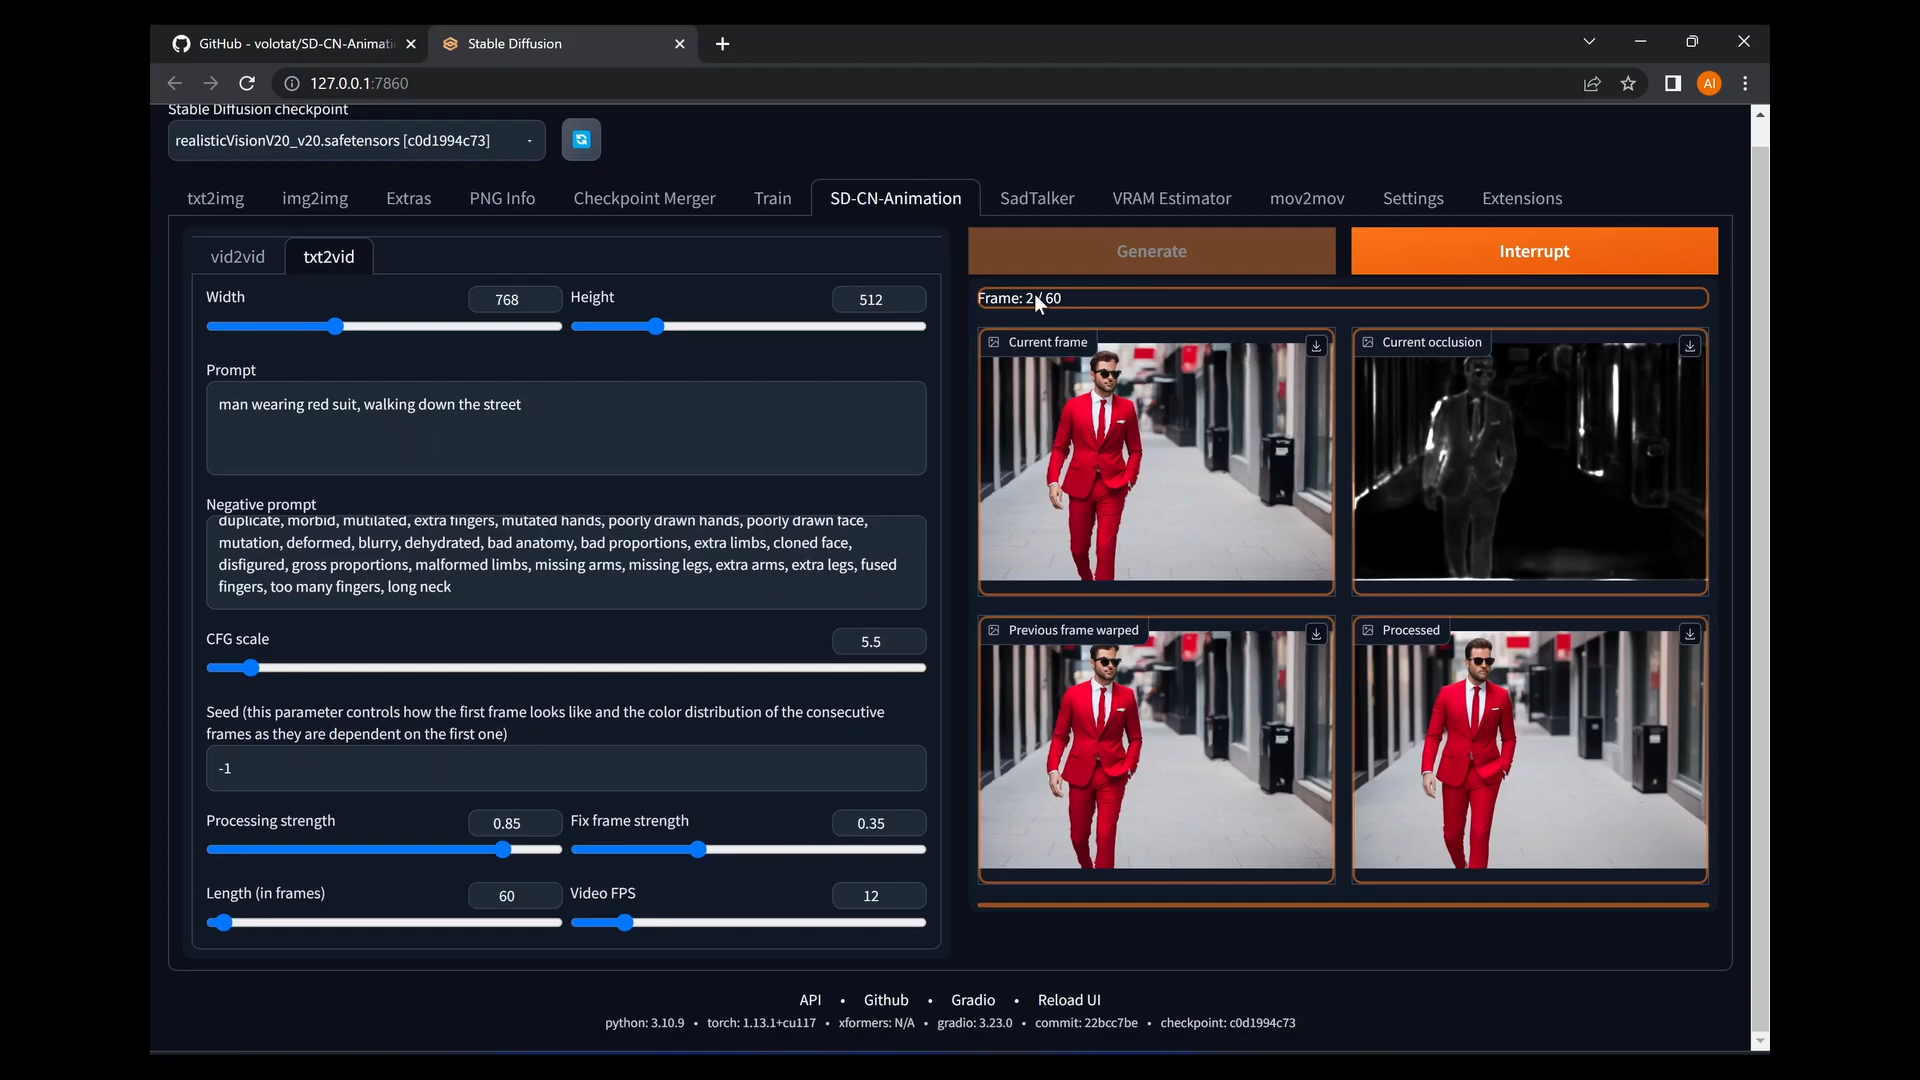 GitHub - volotat/SD-CN-Animati
Stable Diffusion
127.0.0.1:7860
AI
Stable Diffusion checkpoint
realisticVisionV20_v20.safetensors [c0d1994c73]
txt2img
img2img
Extras
PNG Info
Checkpoint Merger
Train
SD-CN-Animation
SadTalker
VRAM Estimator
mov2mov
Settings
Extensions
vid2vid
txt2vid
Generate
Interrupt
Width
768
Height
512
Frame: 2 / 60
Current frame
Current occlusion
Prompt
man wearing red suit, walking down the street
Negative prompt
duplicate, morbid, mutilated, extra fingers, mutated hands, poorly drawn hands, poorly drawn face,
mutation, deformed, blurry, dehydrated, bad anatomy, bad proportions, extra limbs, cloned face,
disfigured, gross proportions, malformed limbs, missing arms, missing legs, extra arms, extra legs, fused
fingers, too many fingers, long neck
Previous frame warped
Processed
CFG scale
5.5
Seed (this parameter controls how the first frame looks like and the color distribution of the consecutive
frames as they are dependent on the first one)
-1
Processing strength
0.85
Fix frame strength
0.35
Length (in frames)
60
Video FPS
12
API • Github • Gradio • Reload UI
python: 3.10.9 • torch: 1.13.1+cu117 • xformers: N/A • gradio: 3.23.0 • commit: 22bcc7be • checkpoint: c0d1994c73